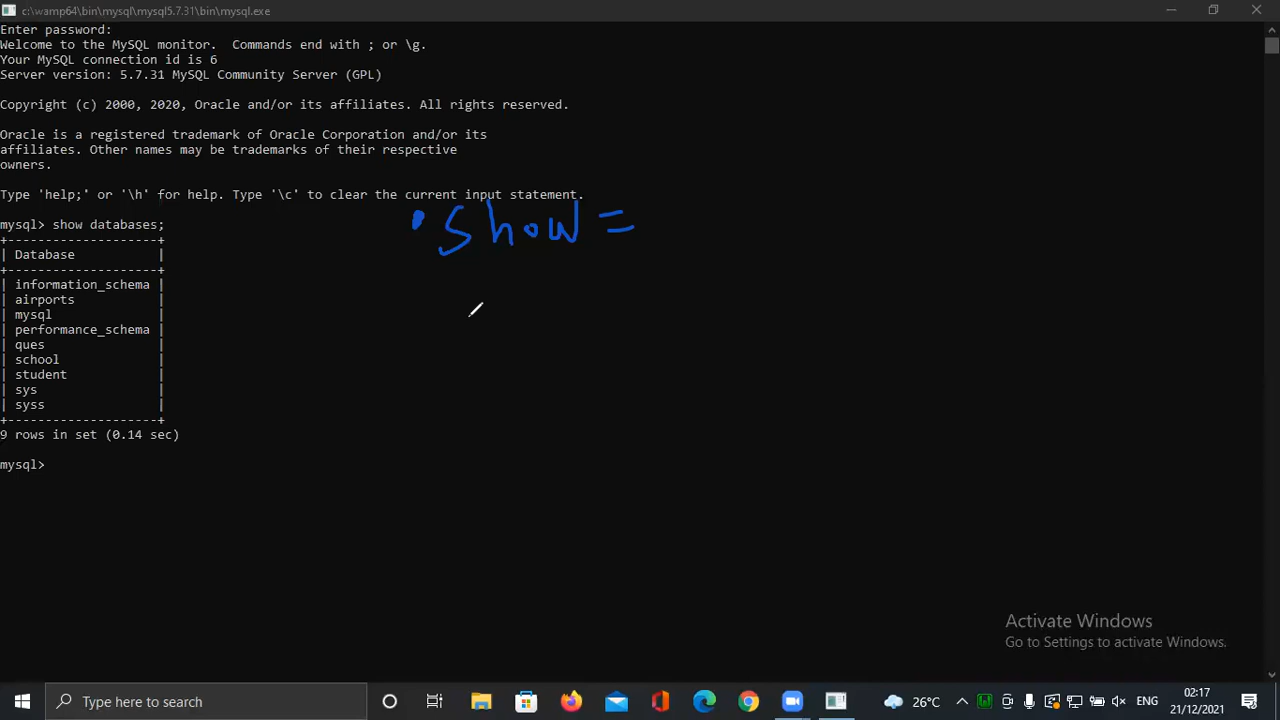 c:\wamp64\bin\mysql\mysql5.7.31\bin\mysql.exe
Enter password:
Welcome to the MySQL monitor.  Commands end with ; or \g.
Your MySQL connection id is 6
Server version: 5.7.31 MySQL Community Server (GPL)
Copyright (c) 2000, 2020, Oracle and/or its affiliates. All rights reserved.
Oracle is a registered trademark of Oracle Corporation and/or its
affiliates. Other names may be trademarks of their respective
owners.
Type 'help;' or '\h' for help. Type '\c' to clear the current input statement.
mysql> show databases;
• Show =
+--------------------+
| Database           |
+--------------------+
| information_schema |
| airports           |
| mysql              |
| performance_schema |
| ques               |
| school             |
| student            |
| sys                |
| syss               |
+--------------------+
9 rows in set (0.14 sec)
mysql>
Activate Windows
Go to Settings to activate Windows.
Type here to search
26°C
ENG
02:17
21/12/2021